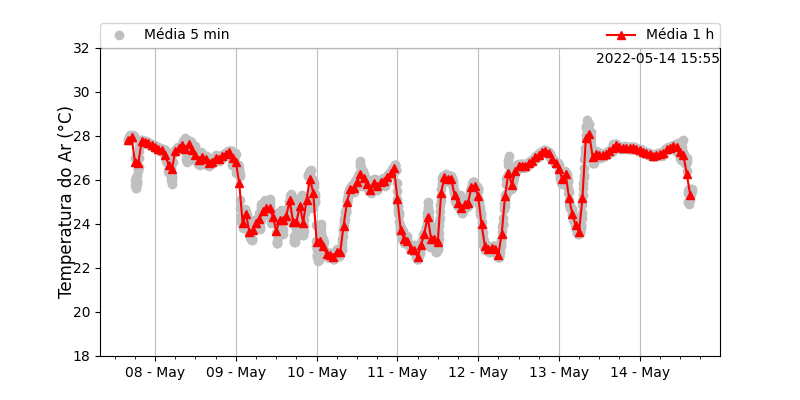 Média 5 min
Média 1 h
2022-05-14 15:55
Temperatura do Ar (°C)
32
30
28
26
24
22
20
18
08 - May
09 - May
10 - May
11 - May
12 - May
13 - May
14 - May